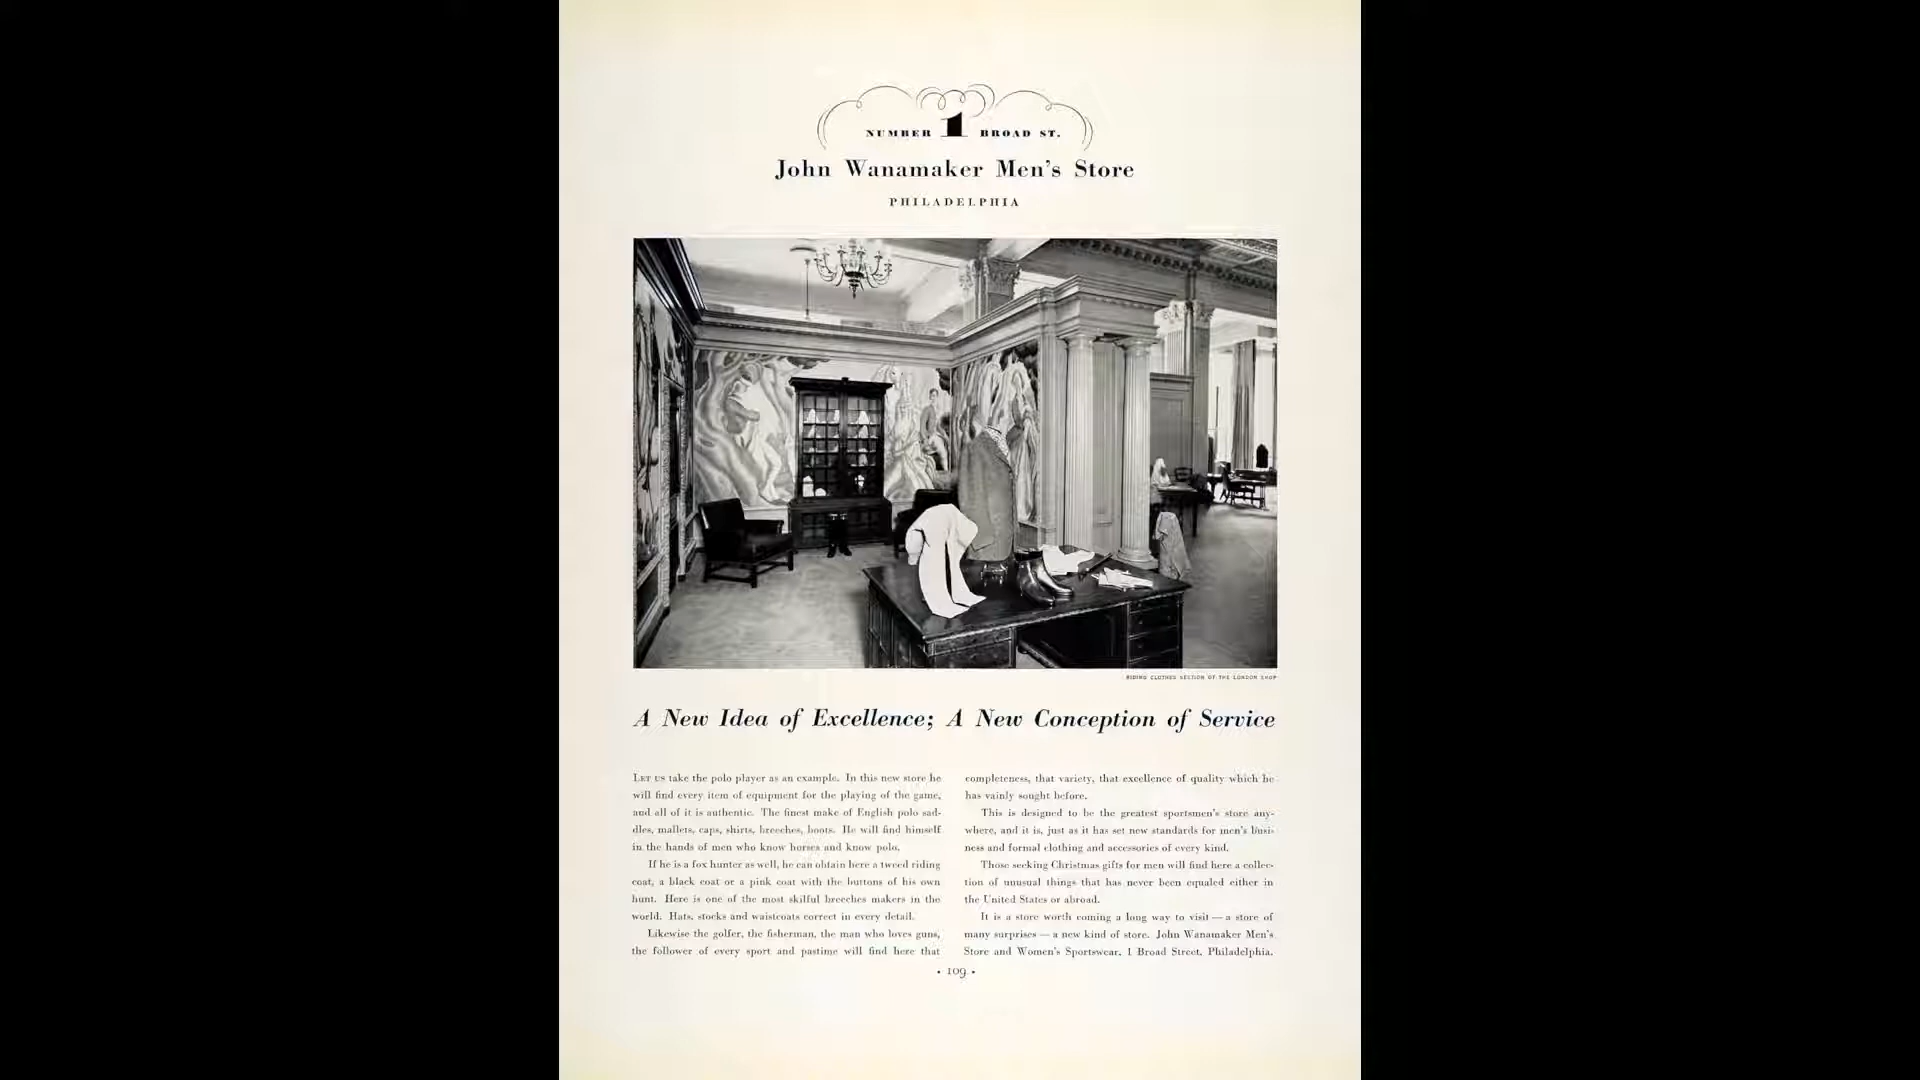 NUMBER 1 BROAD ST.
John Wanamaker Men's Store
PHILADELPHIA
RIDING CLOTHES SECTION OF THE LONDON SHOP
A New Idea of Excellence; A New Conception of Service
LET US take the polo player as an example. In this new store he
will find every item of equipment for the playing of the game,
and all of it is authentic. The finest make of English polo sad-
dles, mallets, caps, shirts, breeches, boots. He will find himself
in the hands of men who know horses and know polo.
If he is a fox hunter as well, he can obtain here a tweed riding
coat, a black coat or a pink coat with the buttons of his own
hunt. Here is one of the most skilful breeches makers in the
world. Hats, stocks and waistcoats correct in every detail.
Likewise the golfer, the fisherman, the man who loves guns,
the follower of every sport and pastime will find here that
completeness, that variety, that excellence of quality which he
has vainly sought before.
This is designed to be the greatest sportsmen's store any-
where, and it is, just as it has set new standards for men's busi-
ness and formal clothing and accessories of every kind.
Those seeking Christmas gifts for men will find here a collec-
tion of unusual things that has never been equaled either in
the United States or abroad.
It is a store worth coming a long way to visit — a store of
many surprises — a new kind of store. John Wanamaker Men's
Store and Women's Sportswear, 1 Broad Street, Philadelphia.
• 109 •